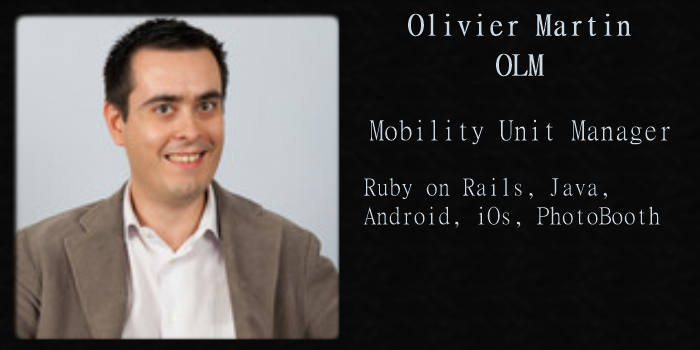 Olivier Martin
OLM
Mobility Unit Manager
Ruby on Rails, Java,
Android, iOs, PhotoBooth